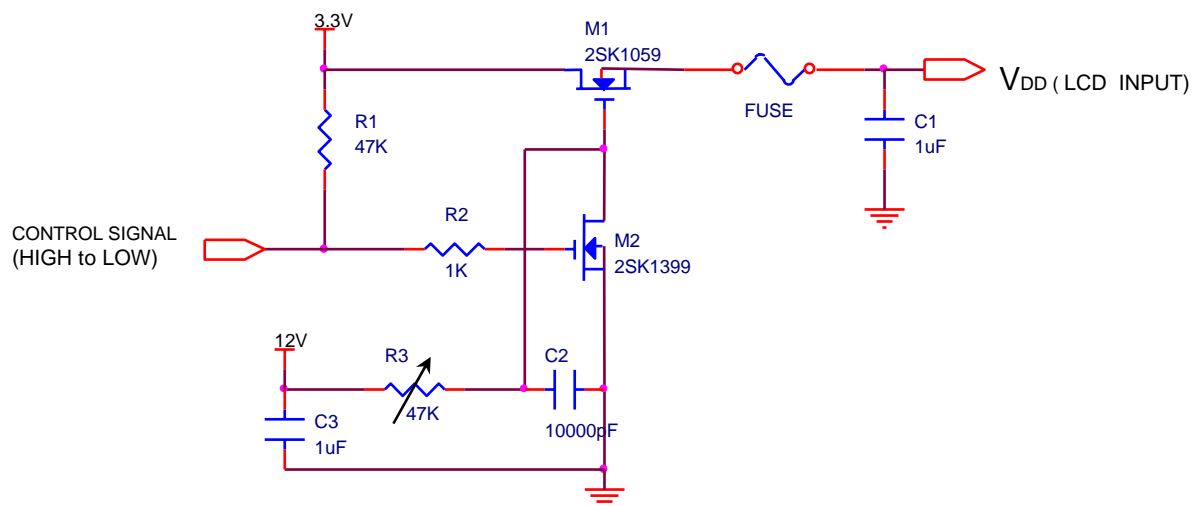 3.3V
M1
2SK1059
FUSE
VDD ( LCD INPUT)
R1
47K
C1
1uF
CONTROL SIGNAL
(HIGH to LOW)
R2
1K
M2
2SK1399
12V
R3
47K
C2
10000pF
C3
1uF